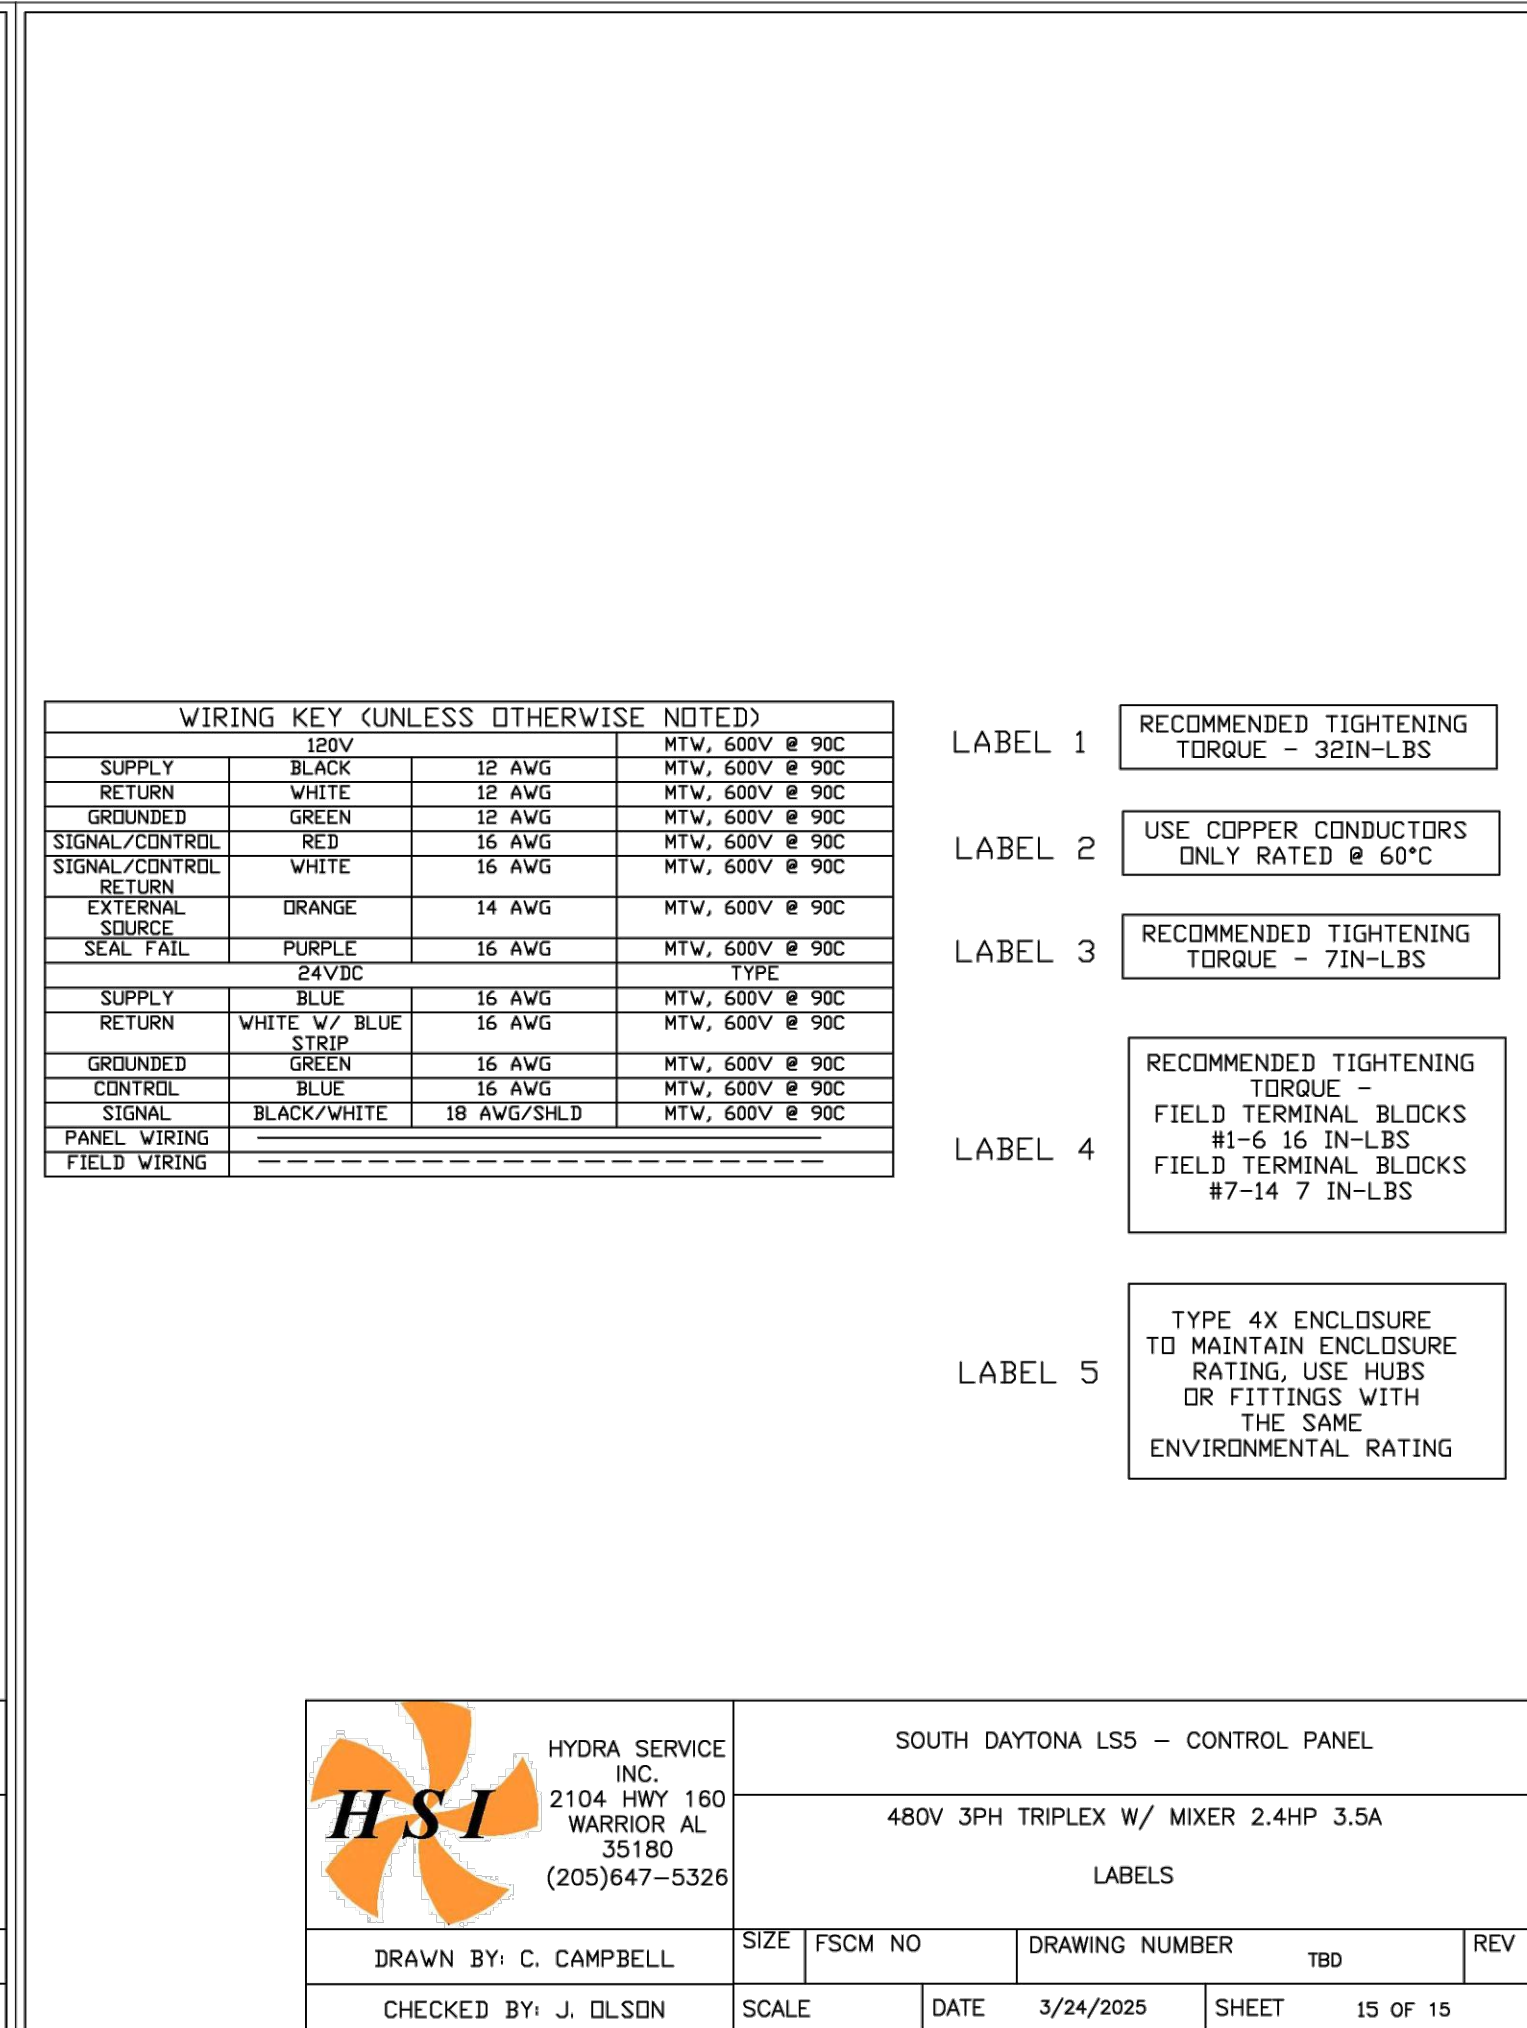 WIRING KEY (UNLESS OTHERWISE NOTED)
120V MTW, 600V @ 90C
SUPPLY BLACK 12 AWG MTW, 600V @ 90C
RETURN WHITE 12 AWG MTW, 600V @ 90C
GROUNDED GREEN 12 AWG MTW, 600V @ 90C
SIGNAL/CONTROL RED 16 AWG MTW, 600V @ 90C
SIGNAL/CONTROL WHITE 16 AWG MTW, 600V @ 90C
RETURN
EXTERNAL ORANGE 14 AWG MTW, 600V @ 90C
SOURCE
SEAL FAIL PURPLE 16 AWG MTW, 600V @ 90C
24VDC TYPE
SUPPLY BLUE 16 AWG MTW, 600V @ 90C
RETURN WHITE W/ BLUE 16 AWG MTW, 600V @ 90C
STRIP
GROUNDED GREEN 16 AWG MTW, 600V @ 90C
CONTROL BLUE 16 AWG MTW, 600V @ 90C
SIGNAL BLACK/WHITE 18 AWG/SHLD MTW, 600V @ 90C
PANEL WIRING
FIELD WIRING
LABEL 1
RECOMMENDED TIGHTENING
TORQUE - 32IN-LBS
LABEL 2
USE COPPER CONDUCTORS
ONLY RATED @ 60°C
LABEL 3
RECOMMENDED TIGHTENING
TORQUE - 7IN-LBS
LABEL 4
RECOMMENDED TIGHTENING
TORQUE -
FIELD TERMINAL BLOCKS
#1-6 16 IN-LBS
FIELD TERMINAL BLOCKS
#7-14 7 IN-LBS
LABEL 5
TYPE 4X ENCLOSURE
TO MAINTAIN ENCLOSURE
RATING, USE HUBS
OR FITTINGS WITH
THE SAME
ENVIRONMENTAL RATING
HSI
HYDRA SERVICE
INC.
2104 HWY 160
WARRIOR AL
35180
(205)647-5326
SOUTH DAYTONA LS5 - CONTROL PANEL
480V 3PH TRIPLEX W/ MIXER 2.4HP 3.5A
LABELS
DRAWN BY: C. CAMPBELL
SIZE FSCM NO DRAWING NUMBER TBD REV
CHECKED BY: J. OLSON
SCALE DATE 3/24/2025 SHEET 15 OF 15